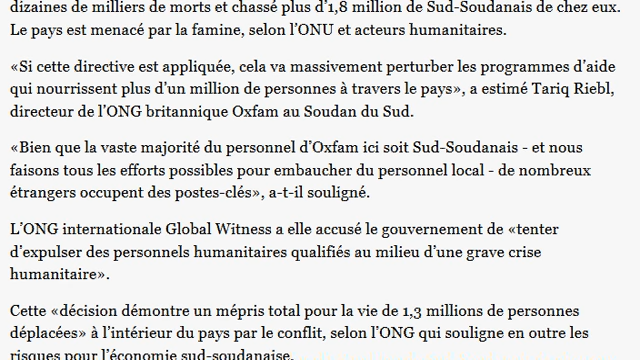 dizaines de milliers de morts et chassé plus d’1,8 million de Sud-Soudanais de chez eux.
Le pays est menacé par la famine, selon l’ONU et acteurs humanitaires.
«Si cette directive est appliquée, cela va massivement perturber les programmes d’aide
qui nourrissent plus d’un million de personnes à travers le pays», a estimé Tariq Riebl,
directeur de l’ONG britannique Oxfam au Soudan du Sud.
«Bien que la vaste majorité du personnel d’Oxfam ici soit Sud-Soudanais - et nous
faisons tous les efforts possibles pour embaucher du personnel local - de nombreux
étrangers occupent des postes-clés», a-t-il souligné.
L’ONG internationale Global Witness a elle accusé le gouvernement de «tenter
d’expulser des personnels humanitaires qualifiés au milieu d’une grave crise
humanitaire».
Cette «décision démontre un mépris total pour la vie de 1,3 millions de personnes
déplacées» à l’intérieur du pays par le conflit, selon l’ONG qui souligne en outre les
risques pour l’économie sud-soudanaise.